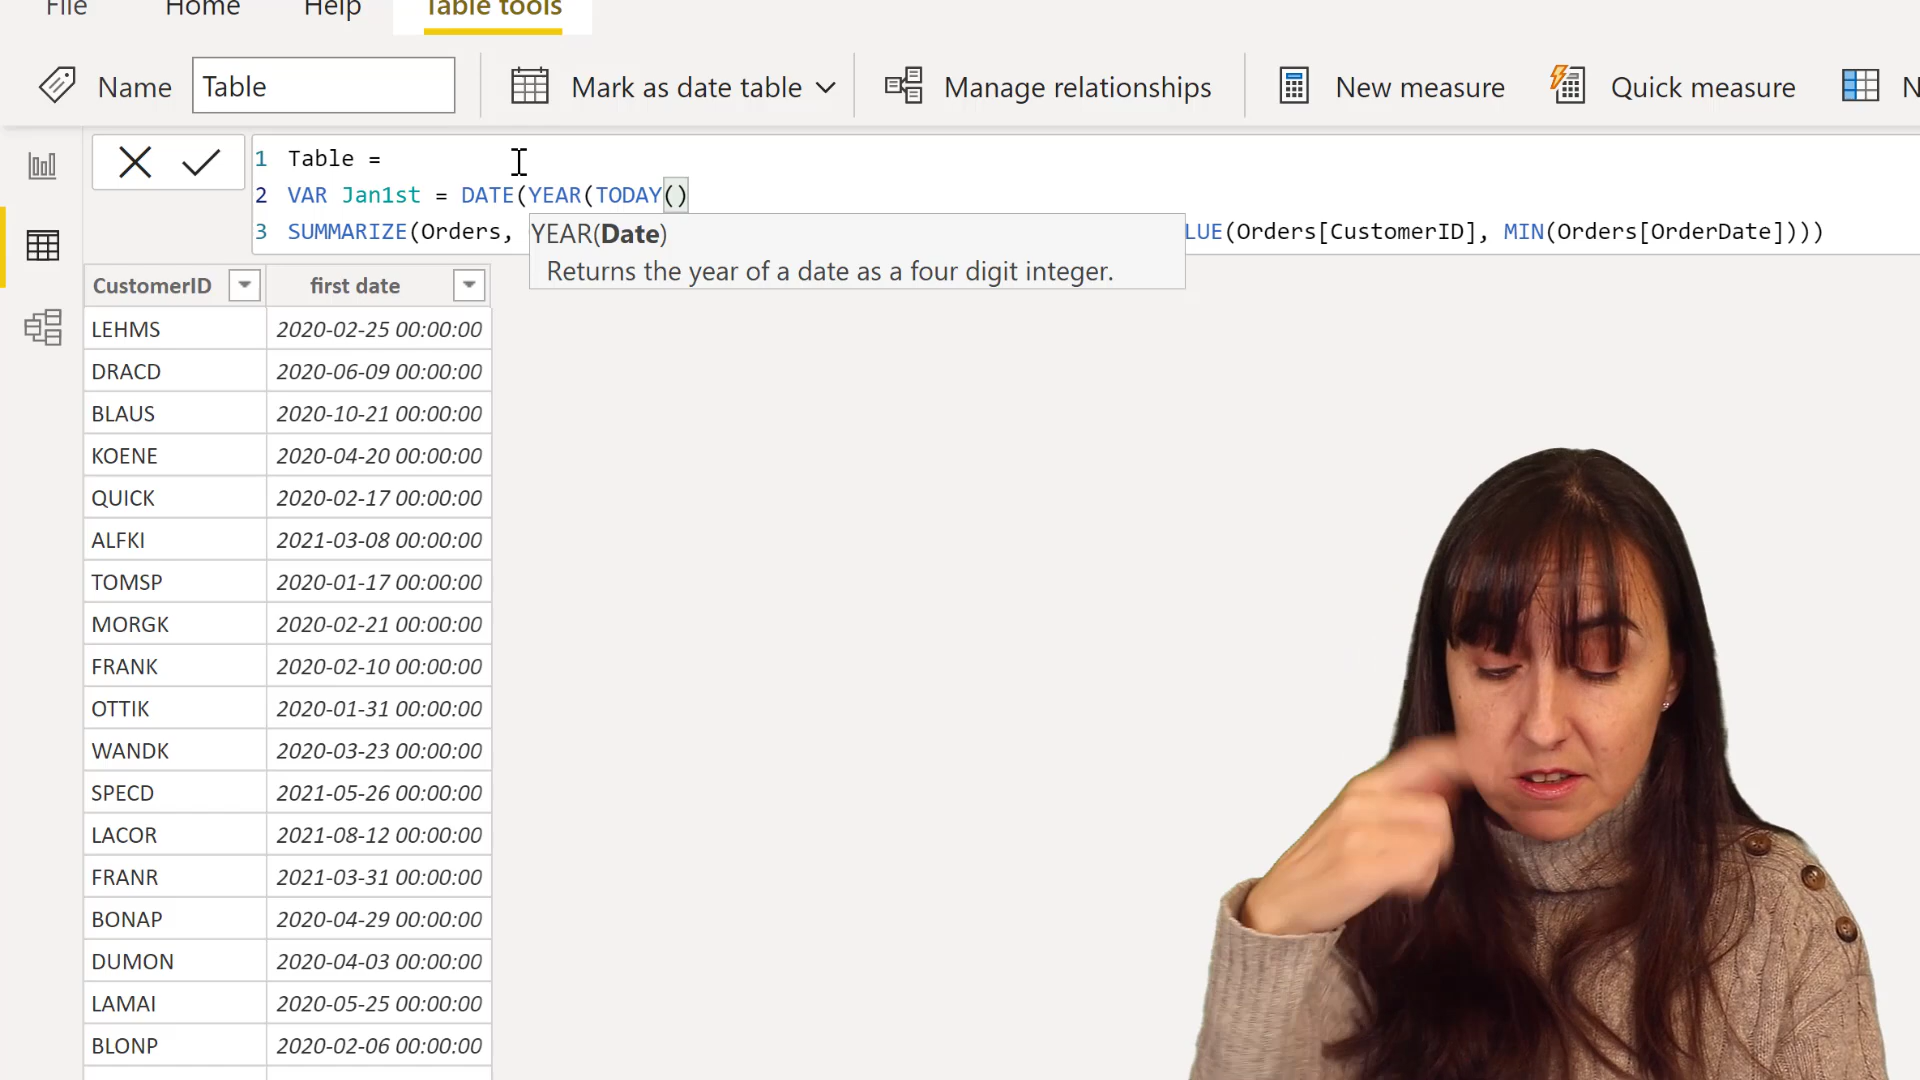 File Home Help Table tools
Name Table Mark as date table Manage relationships New measure Quick measure N
1 Table =
2 VAR Jan1st = DATE(YEAR(TODAY()
3 SUMMARIZE(Orders, LUE(Orders[CustomerID], MIN(Orders[OrderDate])))
YEAR(Date)
Returns the year of a date as a four digit integer.
CustomerID first date
LEHMS 2020-02-25 00:00:00
DRACD 2020-06-09 00:00:00
BLAUS 2020-10-21 00:00:00
KOENE 2020-04-20 00:00:00
QUICK 2020-02-17 00:00:00
ALFKI 2021-03-08 00:00:00
TOMSP 2020-01-17 00:00:00
MORGK 2020-02-21 00:00:00
FRANK 2020-02-10 00:00:00
OTTIK 2020-01-31 00:00:00
WANDK 2020-03-23 00:00:00
SPECD 2021-05-26 00:00:00
LACOR 2021-08-12 00:00:00
FRANR 2021-03-31 00:00:00
BONAP 2020-04-29 00:00:00
DUMON 2020-04-03 00:00:00
LAMAI 2020-05-25 00:00:00
BLONP 2020-02-06 00:00:00